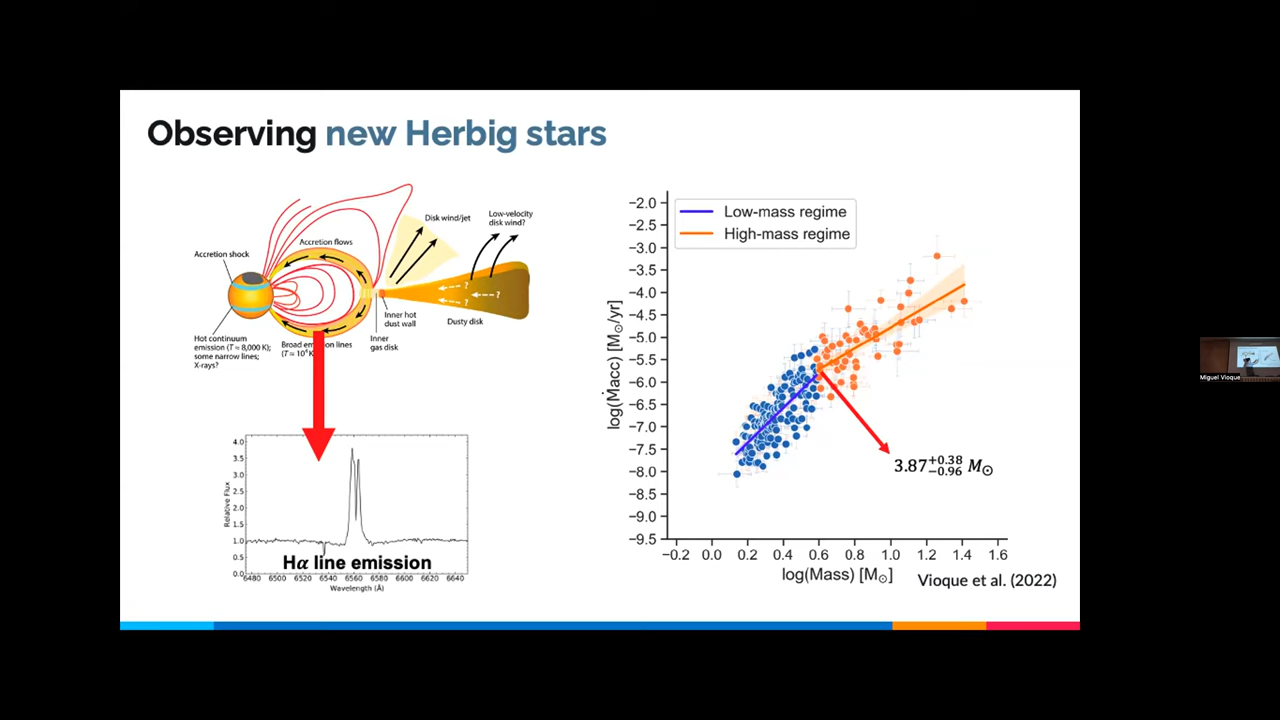 Observing new Herbig stars
Disk wind/jet
Low-velocity
disk wind?
Accretion flows
Accretion shock
?
?
?
Inner hot
dust wall
Dusty disk
Inner
gas disk
Hot continuum
emission (T ≈ 8,000 K);
some narrow lines;
X-rays?
Broad em ion lines
(T ≈ 10⁴ K
4.0
3.5
3.0
2.5
2.0
1.5
1.0
0.5
0.0
Relative Flux
Hα line emission
6480 6500 6520 6540 6560 6580 6600 6620 6640
Wavelength (Å)
Low-mass regime
High-mass regime
−2.0
−2.5
−3.0
−3.5
−4.0
−4.5
−5.0
−5.5
−6.0
−6.5
−7.0
−7.5
−8.0
−8.5
−9.0
−9.5
log(Ṁacc) [M⊙/yr]
3.87+0.38−0.96 M⊙
−0.2 0.0 0.2 0.4 0.6 0.8 1.0 1.2 1.4 1.6
log(Mass) [M⊙]
Vioque et al. (2022)
Miguel Vioque